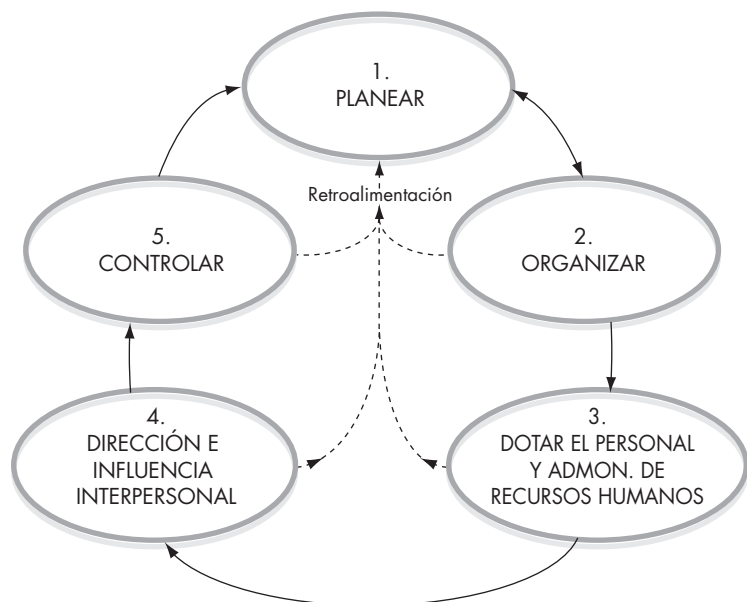 1.
PLANEAR
Retroalimentación
5.
CONTROLAR
2.
ORGANIZAR
4.
DIRECCIÓN E
INFLUENCIA
INTERPERSONAL
3.
DOTAR EL PERSONAL
Y ADMON. DE
RECURSOS HUMANOS